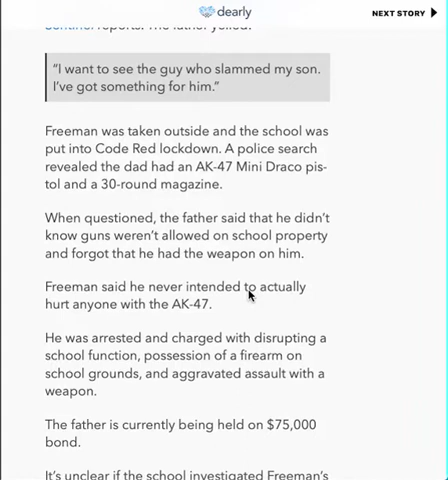 dearly
NEXT STORY
reports. The father yelled:
“I want to see the guy who slammed my son.
I’ve got something for him.”
Freeman was taken outside and the school was
put into Code Red lockdown. A police search
revealed the dad had an AK-47 Mini Draco pis-
tol and a 30-round magazine.
When questioned, the father said that he didn’t
know guns weren’t allowed on school property
and forgot that he had the weapon on him.
Freeman said he never intended to actually
hurt anyone with the AK-47.
He was arrested and charged with disrupting a
school function, possession of a firearm on
school grounds, and aggravated assault with a
weapon.
The father is currently being held on $75,000
bond.
It’s unclear if the school investigated Freeman’s